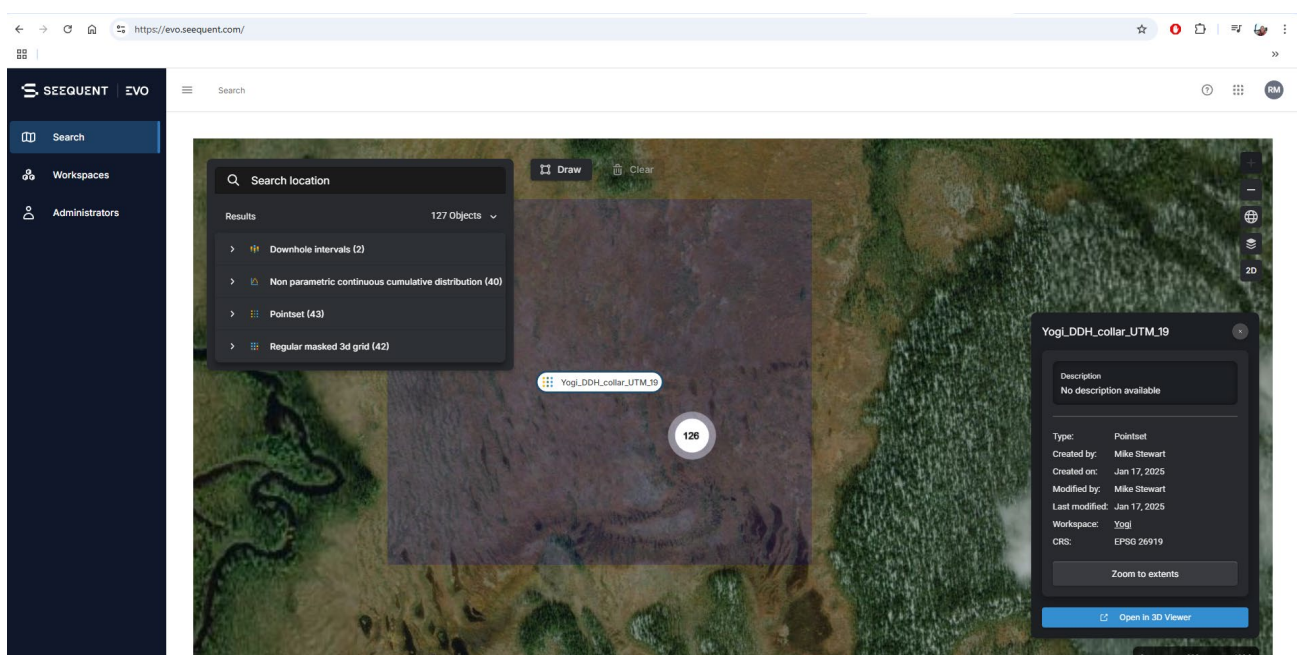 https://evo.seequent.com/
SEEQUENT EVO
Search
RM
Search
Workspaces
Administrators
Search location
Draw
Clear
Results
127 Objects
Downhole intervals (2)
Non parametric continuous cumulative distribution (40)
Pointset (43)
Regular masked 3d grid (42)
2D
Yogi_DDH_collar_UTM_19
126
Yogi_DDH_collar_UTM_19
Description
No description available
Type: Pointset
Created by: Mike Stewart
Created on: Jan 17, 2025
Modified by: Mike Stewart
Last modified: Jan 17, 2025
Workspace: Yogi
CRS: EPSG 26919
Zoom to extents
Open in 3D Viewer